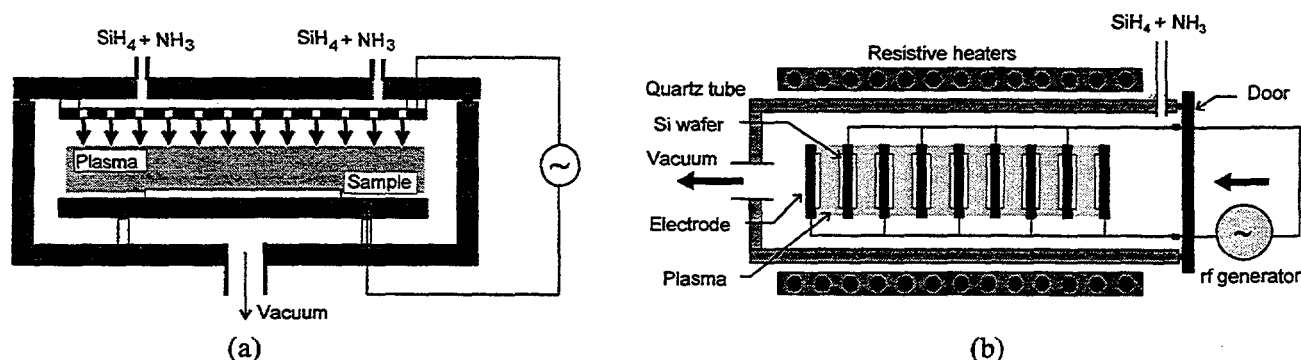 SiH4 + NH3
SiH4 + NH3
Plasma
Sample
~
Vacuum
(a)
SiH4 + NH3
Resistive heaters
Quartz tube
Door
Si wafer
Vacuum
Electrode
~
Plasma
rf generator
(b)